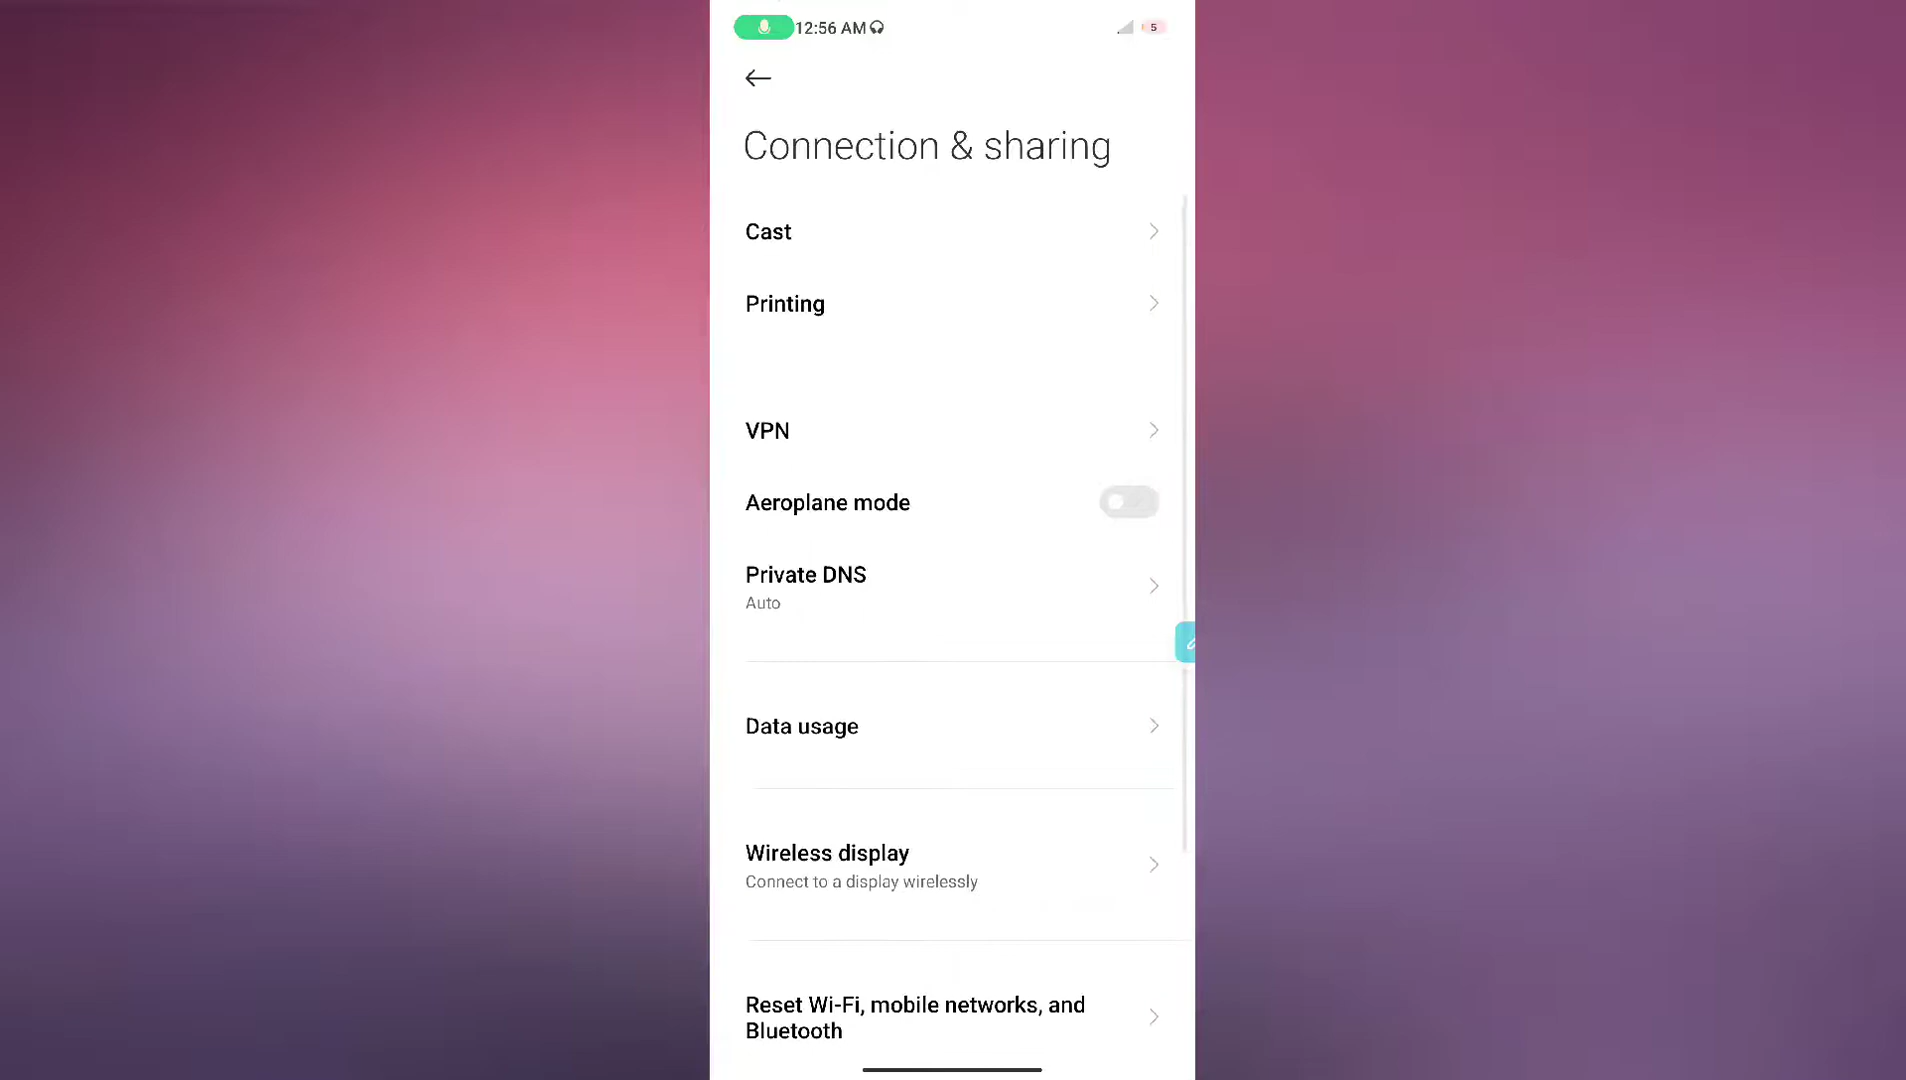 12:56 AM
5
Connection & sharing
Cast
Printing
VPN
Aeroplane mode
Private DNS
Auto
Data usage
Wireless display
Connect to a display wirelessly
Reset Wi-Fi, mobile networks, and
Bluetooth